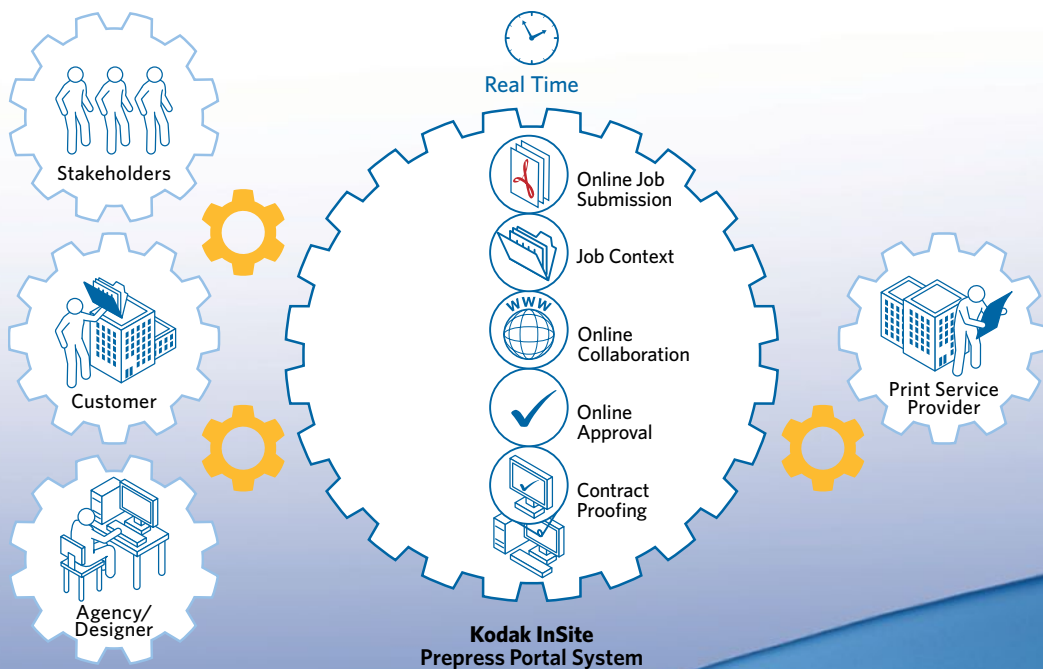 Real Time
Stakeholders
Customer
Agency/
Designer
Online Job
Submission
Job Context
WWW
Online
Collaboration
Online
Approval
Contract
Proofing
Print Service
Provider
Kodak InSite
Prepress Portal System